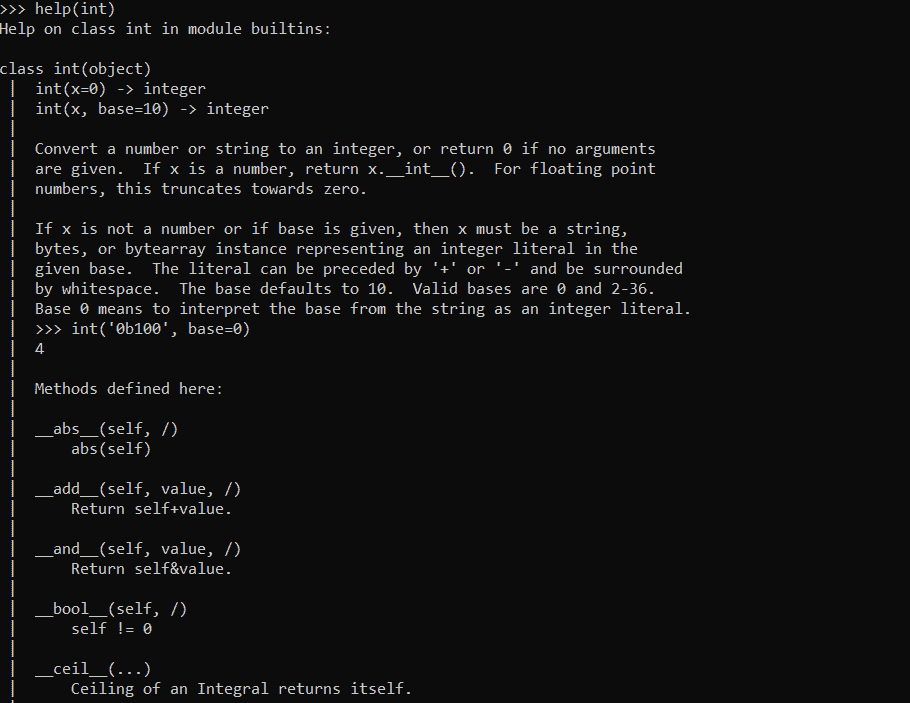 >>> help(int)
Help on class int in module builtins:

class int(object)
 |  int(x=0) -> integer
 |  int(x, base=10) -> integer
 |
 |  Convert a number or string to an integer, or return 0 if no arguments
 |  are given.  If x is a number, return x.__int__().  For floating point
 |  numbers, this truncates towards zero.
 |
 |  If x is not a number or if base is given, then x must be a string,
 |  bytes, or bytearray instance representing an integer literal in the
 |  given base.  The literal can be preceded by '+' or '-' and be surrounded
 |  by whitespace.  The base defaults to 10.  Valid bases are 0 and 2-36.
 |  Base 0 means to interpret the base from the string as an integer literal.
 |  >>> int('0b100', base=0)
 |  4
 |
 |  Methods defined here:
 |
 |  __abs__(self, /)
 |      abs(self)
 |
 |  __add__(self, value, /)
 |      Return self+value.
 |
 |  __and__(self, value, /)
 |      Return self&value.
 |
 |  __bool__(self, /)
 |      self != 0
 |
 |  __ceil__(...)
 |      Ceiling of an Integral returns itself.